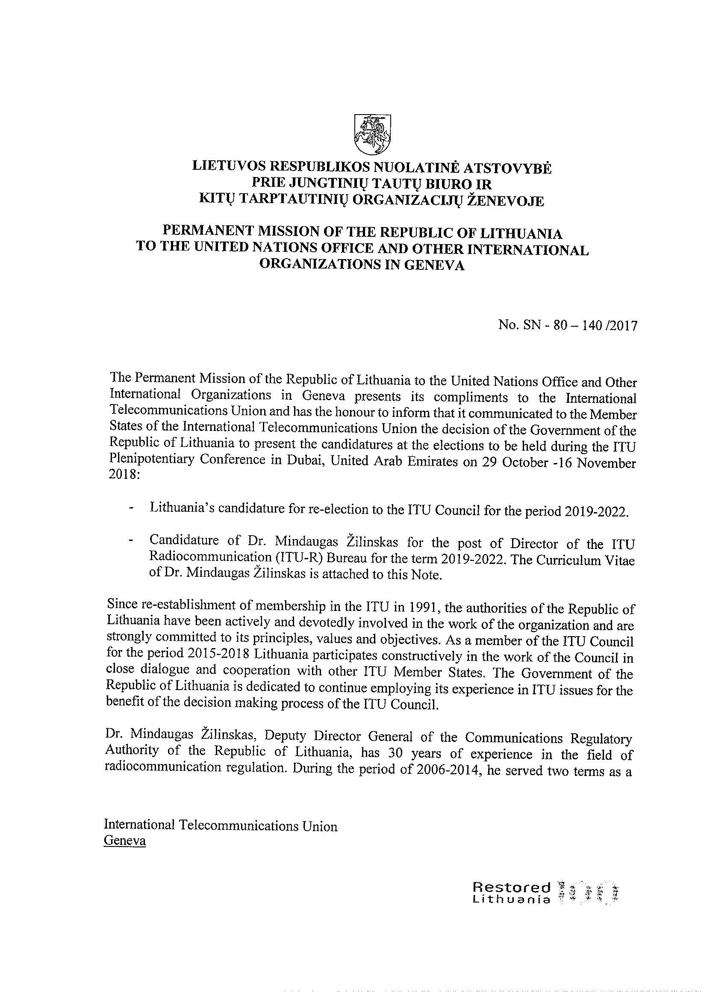 LIETUVOS RESPUBLIKOS NUOLATINĖ ATSTOVYBĖ
PRIE JUNGTINIŲ TAUTŲ BIURO IR
KITŲ TARPTAUTINIŲ ORGANIZACIJŲ ŽENEVOJE
PERMANENT MISSION OF THE REPUBLIC OF LITHUANIA
TO THE UNITED NATIONS OFFICE AND OTHER INTERNATIONAL
ORGANIZATIONS IN GENEVA
No. SN - 80 – 140 /2017
The Permanent Mission of the Republic of Lithuania to the United Nations Office and Other
International Organizations in Geneva presents its compliments to the International
Telecommunications Union and has the honour to inform that it communicated to the Member
States of the International Telecommunications Union the decision of the Government of the
Republic of Lithuania to present the candidatures at the elections to be held during the ITU
Plenipotentiary Conference in Dubai, United Arab Emirates on 29 October -16 November
2018:
- Lithuania's candidature for re-election to the ITU Council for the period 2019-2022.
- Candidature of Dr. Mindaugas Žilinskas for the post of Director of the ITU
Radiocommunication (ITU-R) Bureau for the term 2019-2022. The Curriculum Vitae
of Dr. Mindaugas Žilinskas is attached to this Note.
Since re-establishment of membership in the ITU in 1991, the authorities of the Republic of
Lithuania have been actively and devotedly involved in the work of the organization and are
strongly committed to its principles, values and objectives. As a member of the ITU Council
for the period 2015-2018 Lithuania participates constructively in the work of the Council in
close dialogue and cooperation with other ITU Member States. The Government of the
Republic of Lithuania is dedicated to continue employing its experience in ITU issues for the
benefit of the decision making process of the ITU Council.
Dr. Mindaugas Žilinskas, Deputy Director General of the Communications Regulatory
Authority of the Republic of Lithuania, has 30 years of experience in the field of
radiocommunication regulation. During the period of 2006-2014, he served two terms as a
International Telecommunications Union
Geneva
Restored 100
Lithuania